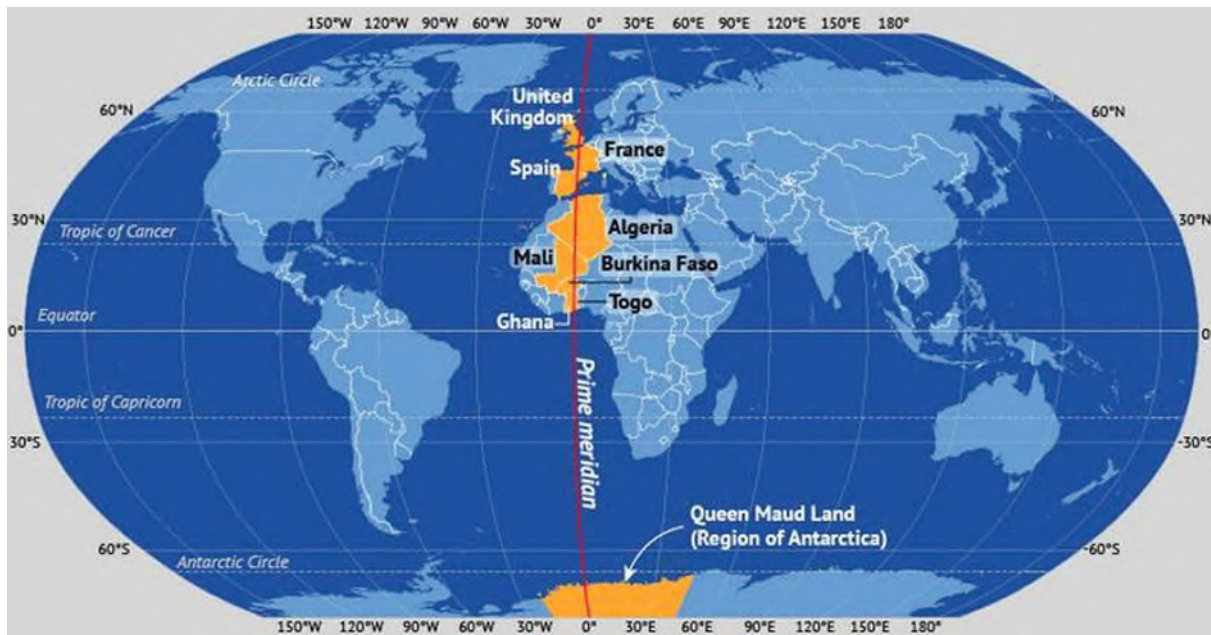 150°W 120°W 90°W 60°W 30°W 0° 30°E 60°E 90°E 120°E 150°E 180°
Arctic Circle
60°N
60°N
United
Kingdom
France
Spain
30°N
30°N
Tropic of Cancer
Algeria
Mali
Burkina Faso
Togo
Equator
Ghana
0°
0°
Prime meridian
Tropic of Capricorn
30°S
-30°S
Queen Maud Land
(Region of Antarctica)
60°S
-60°S
Antarctic Circle
150°W 120°W 90°W 60°W 30°W 0° 30°E 60°E 90°E 120°E 150°E 180°